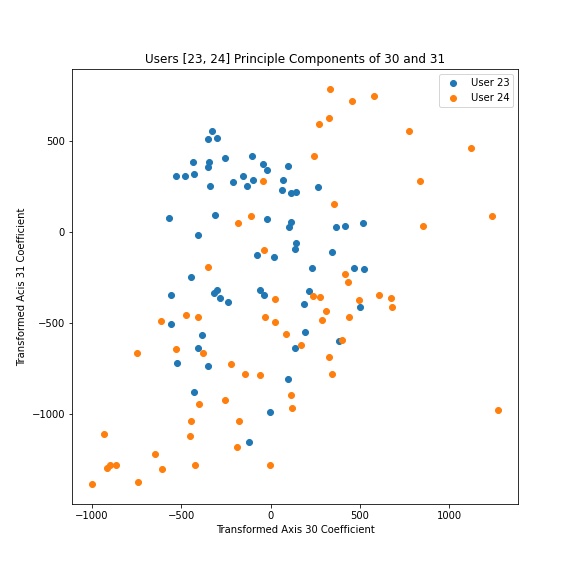 Users [23, 24] Principle Components of 30 and 31
User 23
User 24
500
0
−500
−1000
Transformed Acis 31 Coefficient
−1000
−500
0
500
1000
Transformed Axis 30 Coefficient